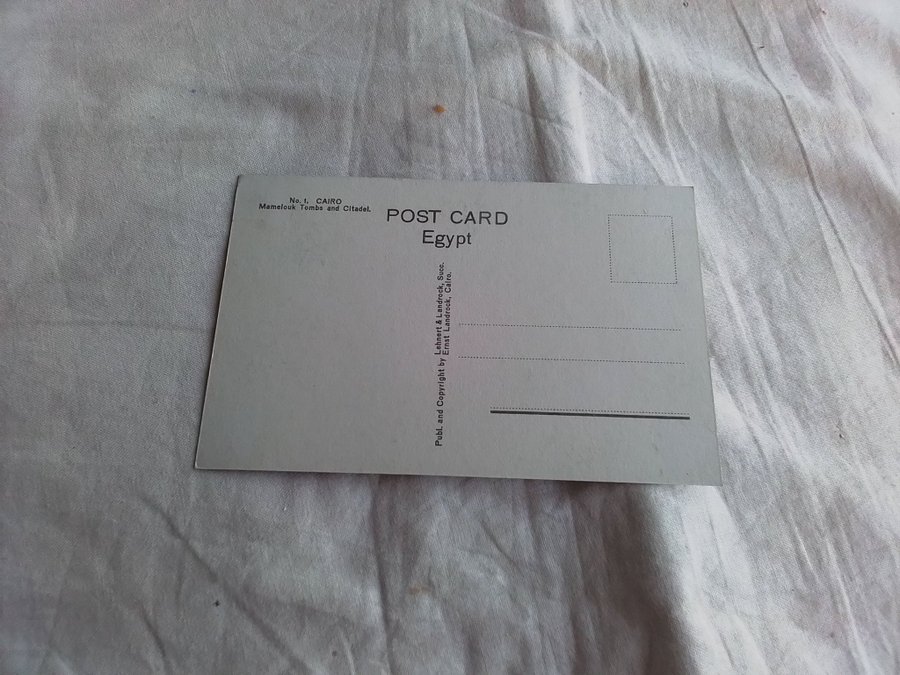 No. 1. CAIRO
Mamelouk Tombs and Citadel.
POST CARD
Egypt
Publ. and Copyright by Lehnert & Landrock, Succ.
Ernst Landrock, Cairo.